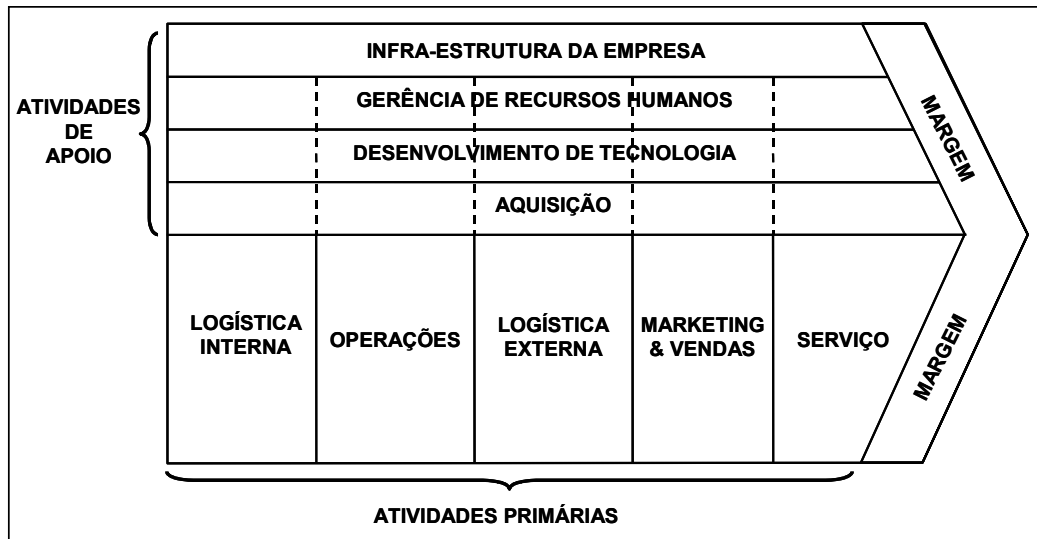 INFRA-ESTRUTURA DA EMPRESA
GERÊNCIA DE RECURSOS HUMANOS
DESENVOLVIMENTO DE TECNOLOGIA
AQUISIÇÃO
ATIVIDADES
DE
APOIO
MARGEM
LOGÍSTICA
INTERNA
OPERAÇÕES
LOGÍSTICA
EXTERNA
MARKETING
& VENDAS
SERVIÇO
MARGEM
ATIVIDADES PRIMÁRIAS